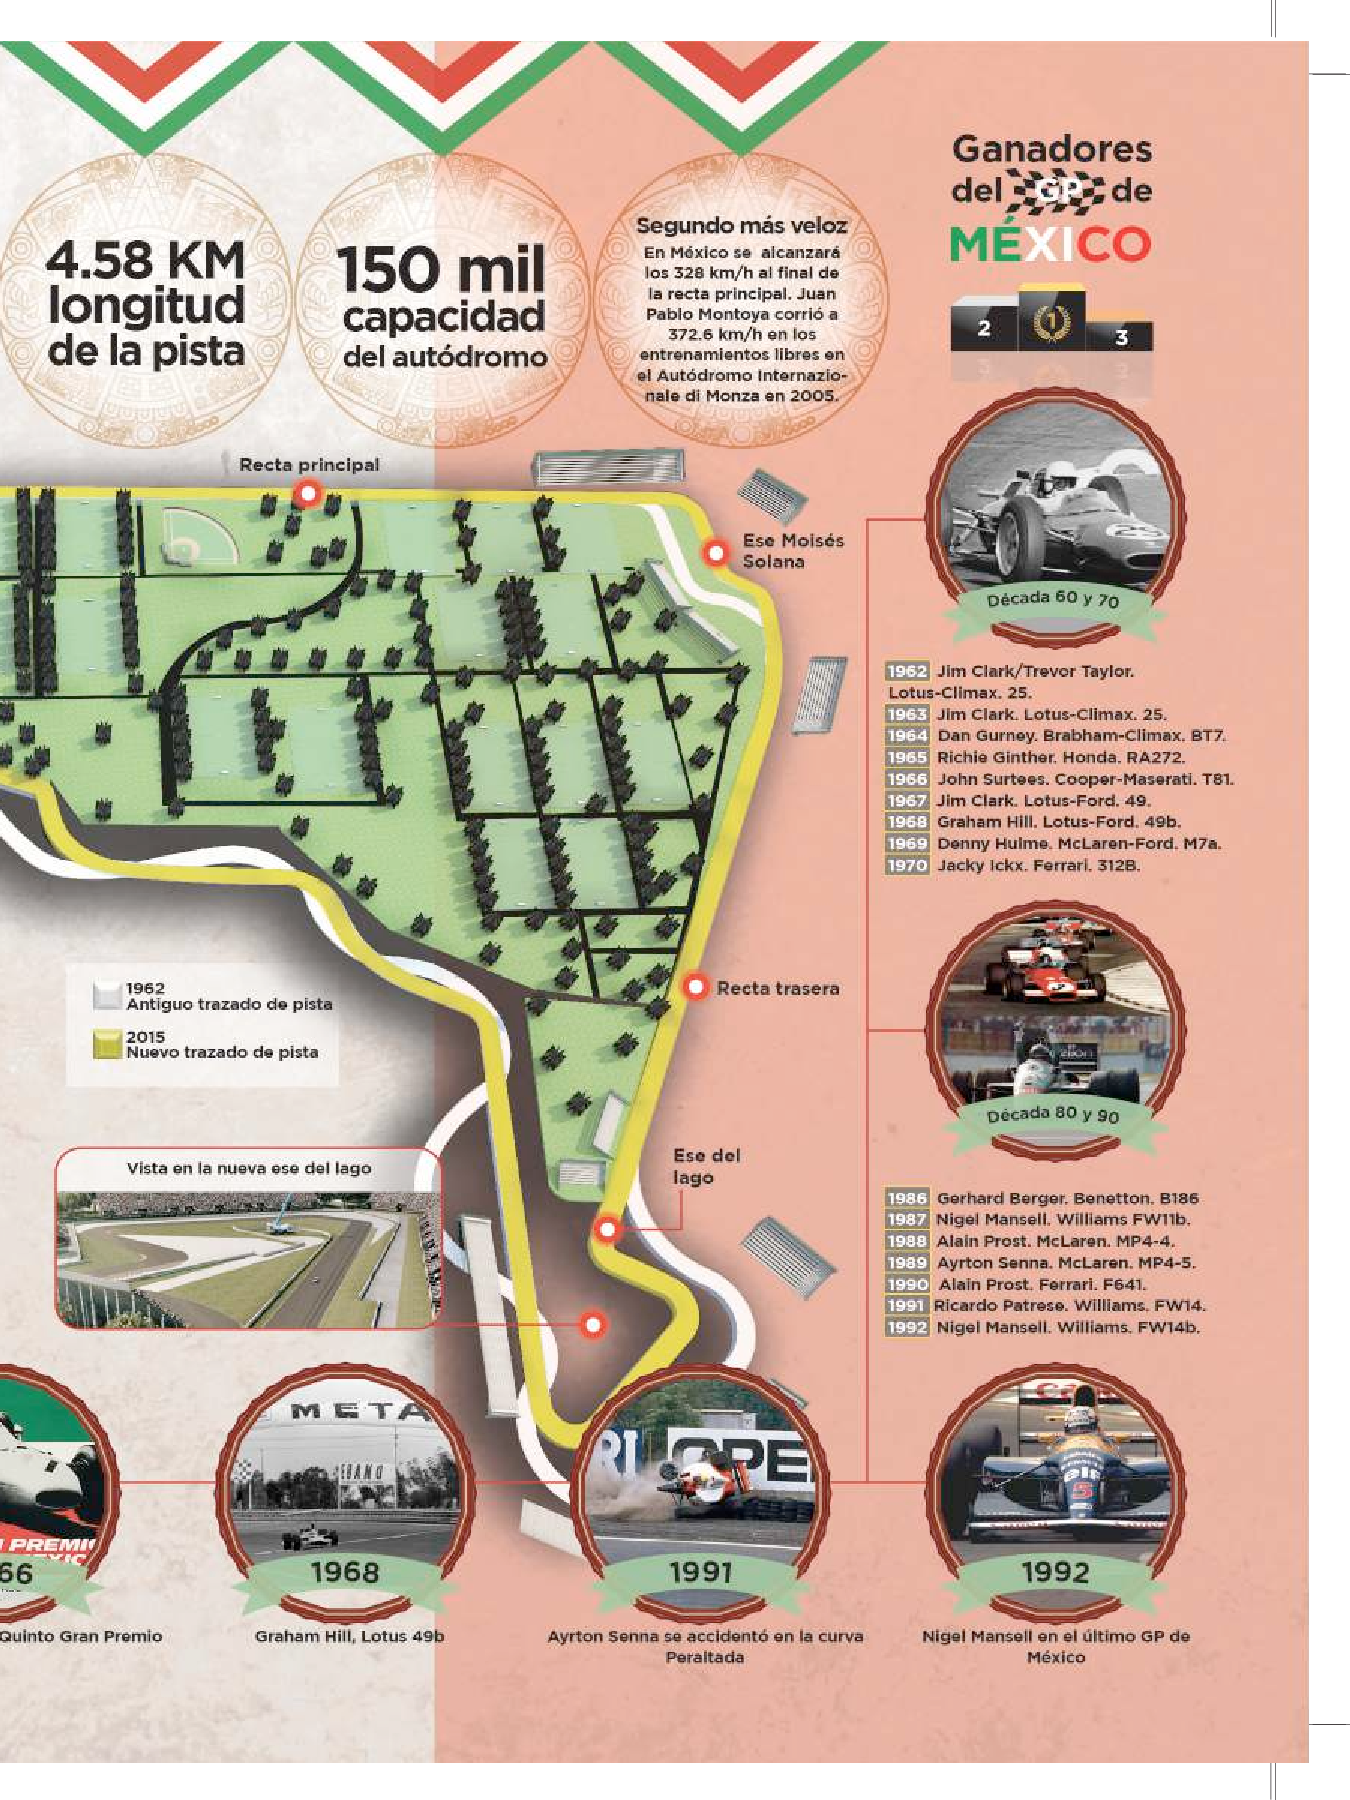 4.58 KM
longitud
de la pista
150 mil
capacidad
del autódromo
Segundo más veloz
En México se alcanzará
los 328 km/h al final de
la recta principal. Juan
Pablo Montoya corrió a
372.6 km/h en los
entrenamientos libres en
el Autódromo Internazio-
nale di Monza en 2005.
Ganadores
del GP de
MÉXICO
2
1
3
Recta principal
Ese Moisés
Solana
Década 60 y 70
1962 Jim Clark/Trevor Taylor.
Lotus-Climax. 25.
1963 Jim Clark. Lotus-Climax. 25.
1964 Dan Gurney. Brabham-Climax. BT7.
1965 Richie Ginther. Honda. RA272.
1966 John Surtees. Cooper-Maserati. T81.
1967 Jim Clark. Lotus-Ford. 49.
1968 Graham Hill. Lotus-Ford. 49b.
1969 Denny Hulme. McLaren-Ford. M7a.
1970 Jacky Ickx. Ferrari. 312B.
1962
Antiguo trazado de pista
2015
Nuevo trazado de pista
Recta trasera
Década 80 y 90
Vista en la nueva ese del lago
Ese del
lago
1986 Gerhard Berger. Benetton. B186
1987 Nigel Mansell. Williams FW11b.
1988 Alain Prost. McLaren. MP4-4.
1989 Ayrton Senna. McLaren. MP4-5.
1990 Alain Prost. Ferrari. F641.
1991 Ricardo Patrese. Williams. FW14.
1992 Nigel Mansell. Williams. FW14b.
PREMI
META
RI OPE
elf
5
66
1968
1991
1992
Quinto Gran Premio
Graham Hill, Lotus 49b
Ayrton Senna se accidentó en la curva
Peraltada
Nigel Mansell en el último GP de
México